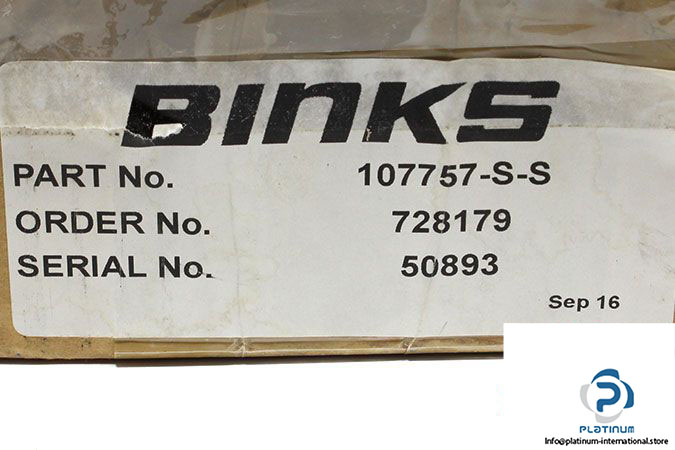 BINKS
PART No. 107757-S-S
ORDER No. 728179
SERIAL No. 50893
Sep 16
PLATINUM
Info@platinum-international.store